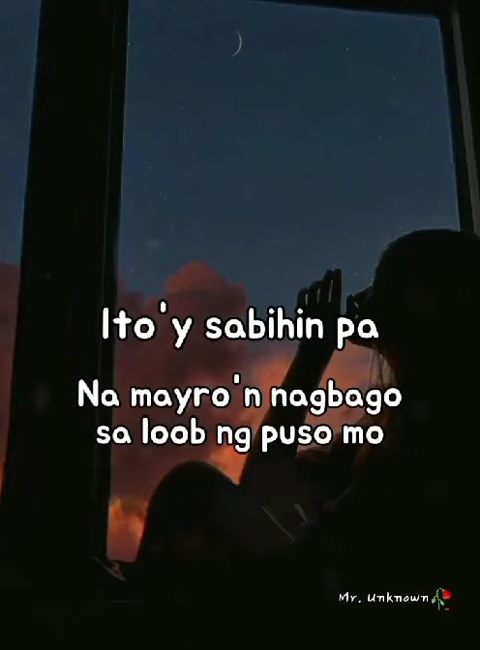 Ito'y sabihin pa
Na mayro'n nagbago
sa loob ng puso mo
Mr. Unknown🥀